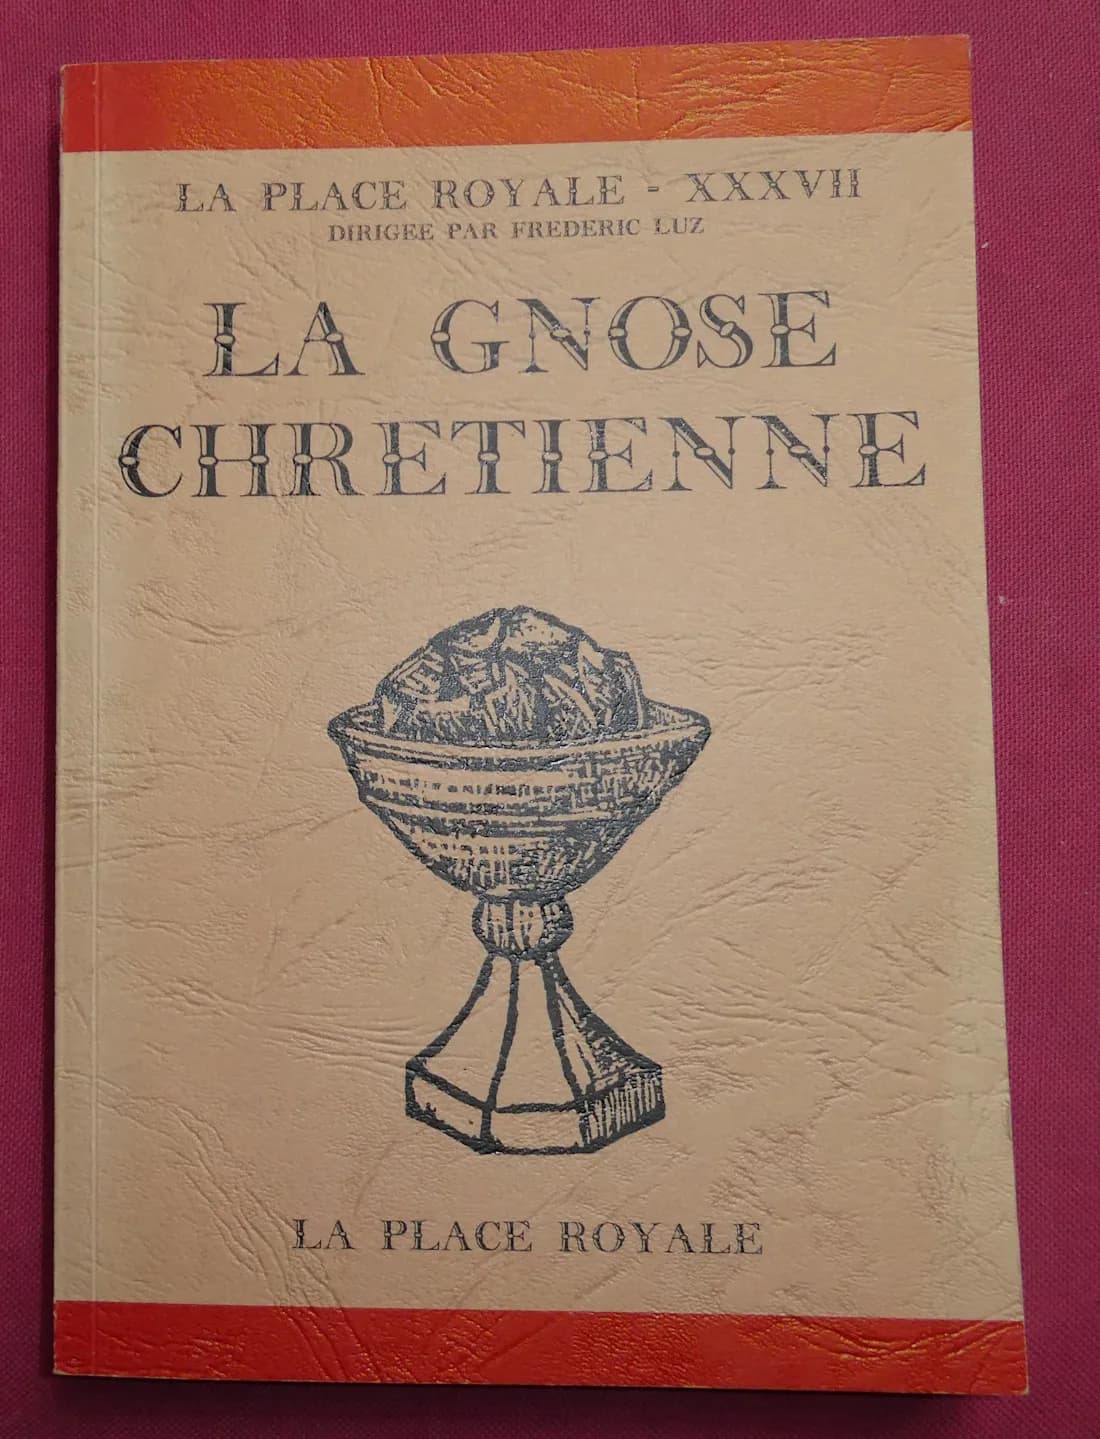 LA PLACE ROYALE - XXXVII
DIRIGEE PAR FREDERIC LUZ
LA GNOSE
CHRETIENNE
LA PLACE ROYALE